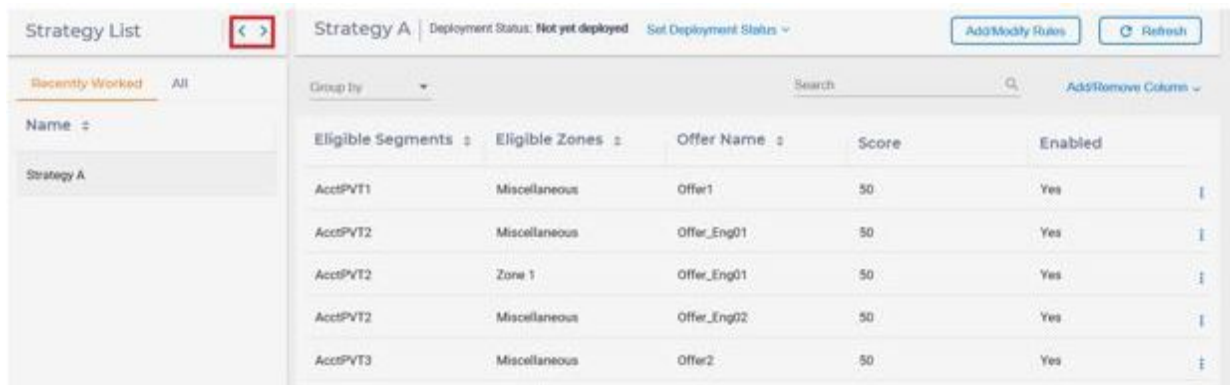 Strategy List
Strategy A Deployment Status: Not yet deployed Set Deployment Status
Add/Modify Rules
Refresh
Recently Worked All
Group by
Search
Add/Remove Column
Name
Strategy A
Eligible Segments Eligible Zones Offer Name Score Enabled
AcctPVT1 Miscellaneous Offer1 50 Yes
AcctPVT2 Miscellaneous Offer_Eng01 50 Yes
AcctPVT2 Zone 1 Offer_Eng01 50 Yes
AcctPVT2 Miscellaneous Offer_Eng02 50 Yes
AcctPVT3 Miscellaneous Offer2 50 Yes